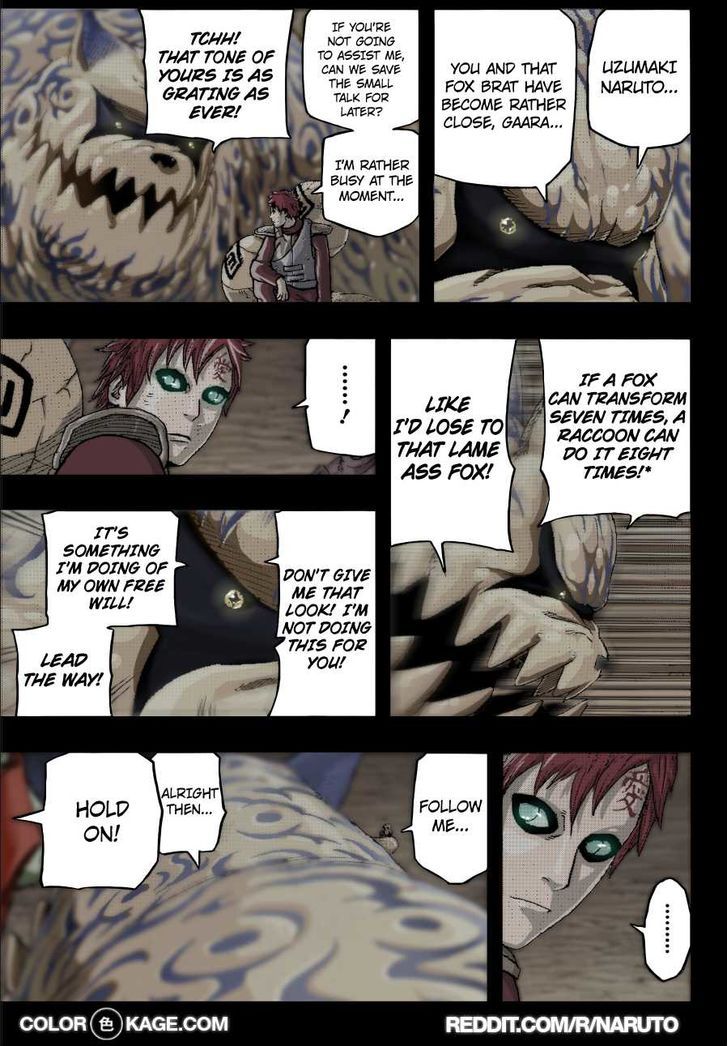 UZUMAKI
NARUTO...
YOU AND THAT
FOX BRAT HAVE
BECOME RATHER
CLOSE, GAARA...
IF YOU'RE
NOT GOING
TO ASSIST ME,
CAN WE SAVE
THE SMALL
TALK FOR
LATER?
I'M RATHER
BUSY AT THE
MOMENT...
TCHH!
THAT TONE OF
YOURS IS AS
GRATING AS
EVER!
IF A FOX
CAN TRANSFORM
SEVEN TIMES, A
RACCOON CAN
DO IT EIGHT
TIMES!*
LIKE
I'D LOSE TO
THAT LAME
ASS FOX!
.....!
愛
DON'T GIVE
ME THAT
LOOK! I'M
NOT DOING
THIS FOR
YOU!
IT'S
SOMETHING
I'M DOING OF
MY OWN FREE
WILL!
LEAD
THE WAY!
愛
......
FOLLOW
ME...
ALRIGHT
THEN...
HOLD
ON!
COLOR 色 KAGE.COM
REDDIT.COM/R/NARUTO